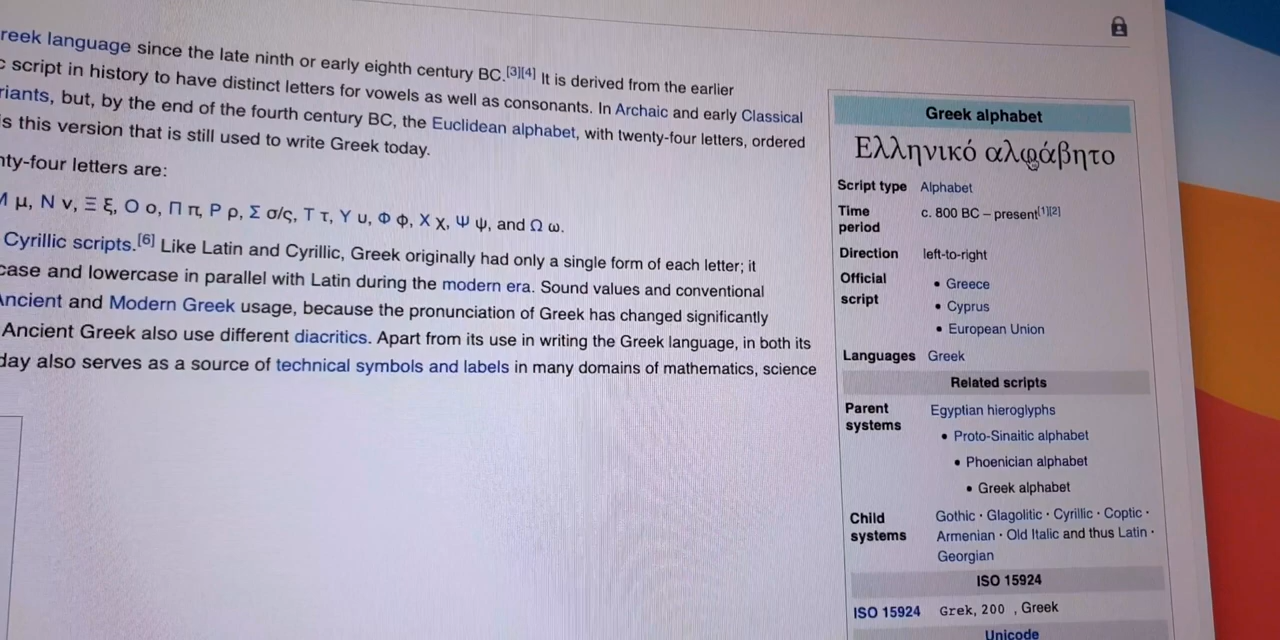 reek language since the late ninth or early eighth century BC.[3][4] It is derived from the earlier
c script in history to have distinct letters for vowels as well as consonants. In Archaic and early Classical
riants, but, by the end of the fourth century BC, the Euclidean alphabet, with twenty-four letters, ordered
s this version that is still used to write Greek today.
nty-four letters are:
Μ μ, Ν ν, Ξ ξ, Ο ο, Π π, Ρ ρ, Σ σ/ς, Τ τ, Υ υ, Φ φ, Χ χ, Ψ ψ, and Ω ω.
Cyrillic scripts.[6] Like Latin and Cyrillic, Greek originally had only a single form of each letter; it
case and lowercase in parallel with Latin during the modern era. Sound values and conventional
Ancient and Modern Greek usage, because the pronunciation of Greek has changed significantly
Ancient Greek also use different diacritics. Apart from its use in writing the Greek language, in both its
day also serves as a source of technical symbols and labels in many domains of mathematics, science
Greek alphabet
Ελληνικό αλφάβητο
Script type Alphabet
Time period c. 800 BC – present[1][2]
Direction left-to-right
Official script
• Greece
• Cyprus
• European Union
Languages Greek
Related scripts
Parent systems Egyptian hieroglyphs
• Proto-Sinaitic alphabet
• Phoenician alphabet
• Greek alphabet
Child systems Gothic · Glagolitic · Cyrillic · Coptic ·
Armenian · Old Italic and thus Latin ·
Georgian
ISO 15924
ISO 15924 Grek, 200 , Greek
Unicode